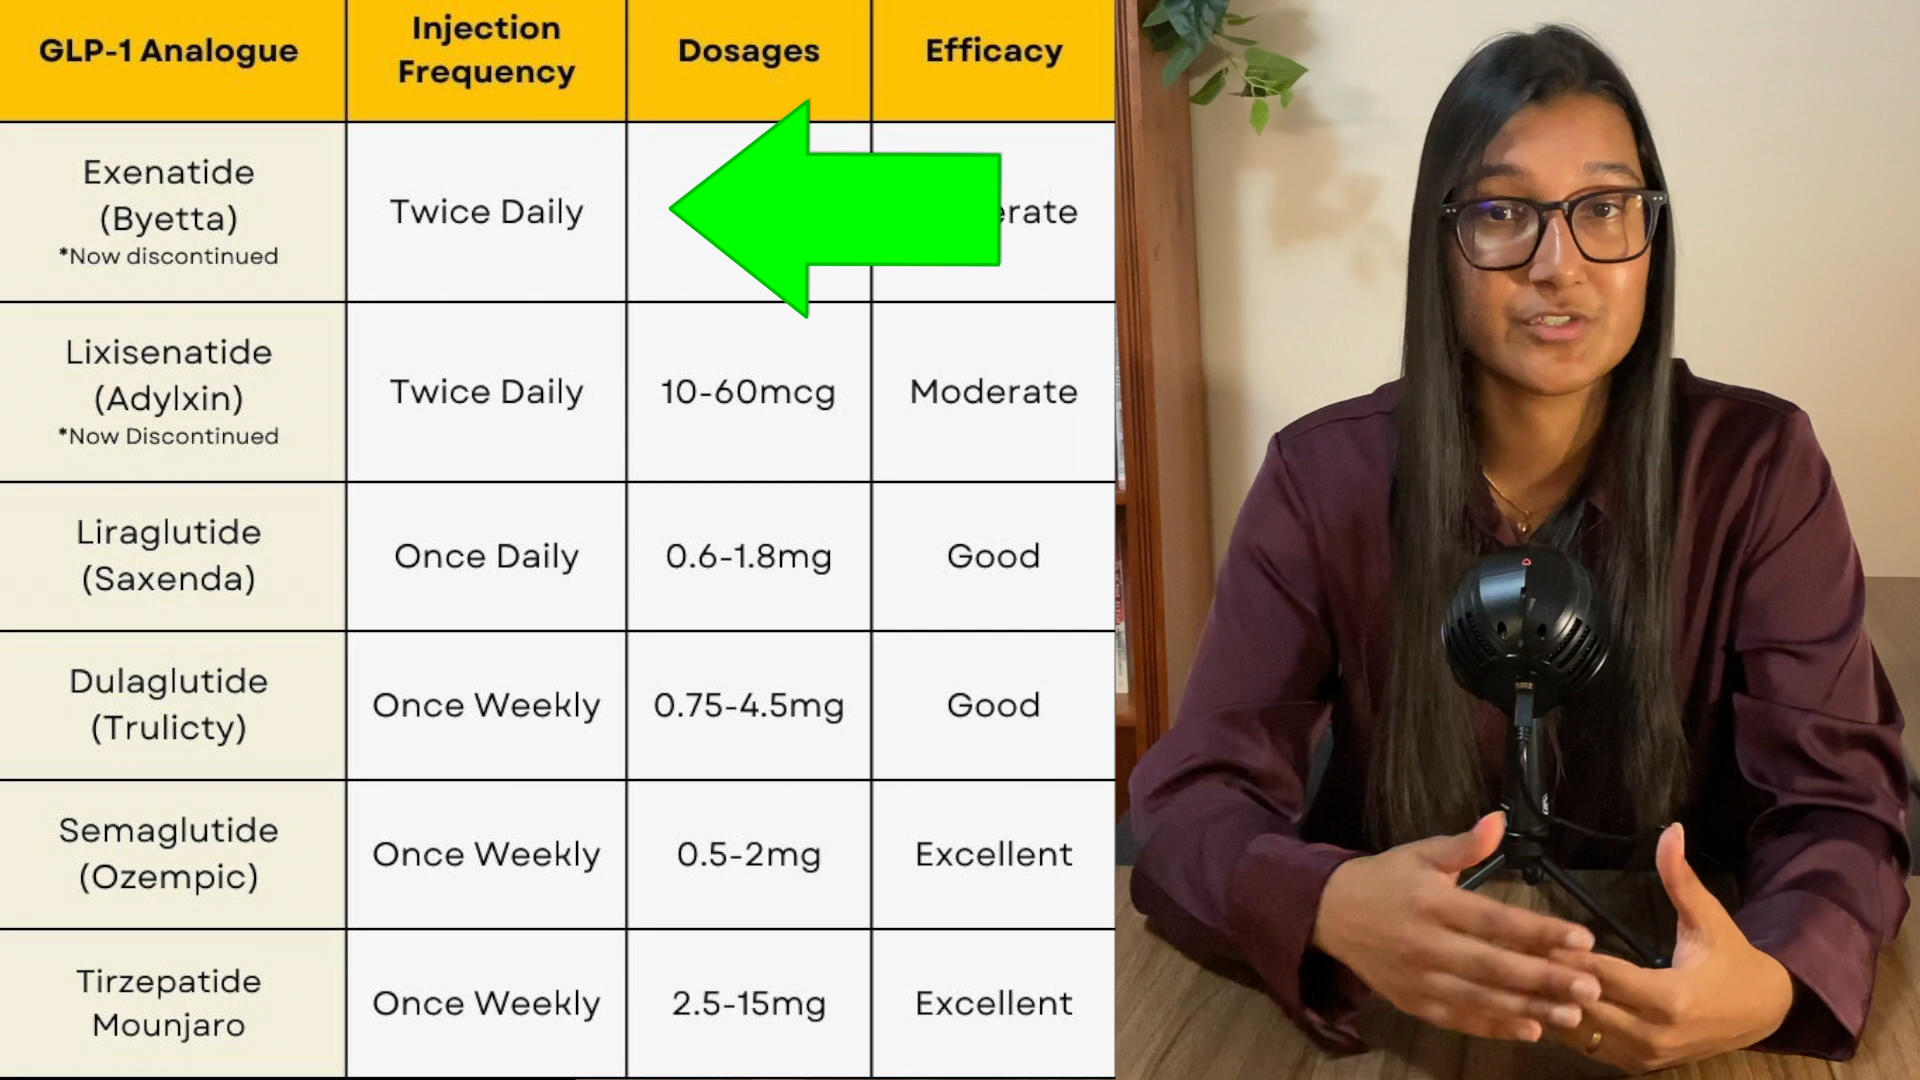 GLP-1 Analogue
Injection
Frequency
Dosages
Efficacy
Exenatide
(Byetta)
*Now discontinued
Twice Daily
Lixisenatide
(Adylxin)
*Now Discontinued
Twice Daily
10-60mcg
Moderate
Liraglutide
(Saxenda)
Once Daily
0.6-1.8mg
Good
Dulaglutide
(Trulicty)
Once Weekly
0.75-4.5mg
Good
Semaglutide
(Ozempic)
Once Weekly
0.5-2mg
Excellent
Tirzepatide
Mounjaro
Once Weekly
2.5-15mg
Excellent